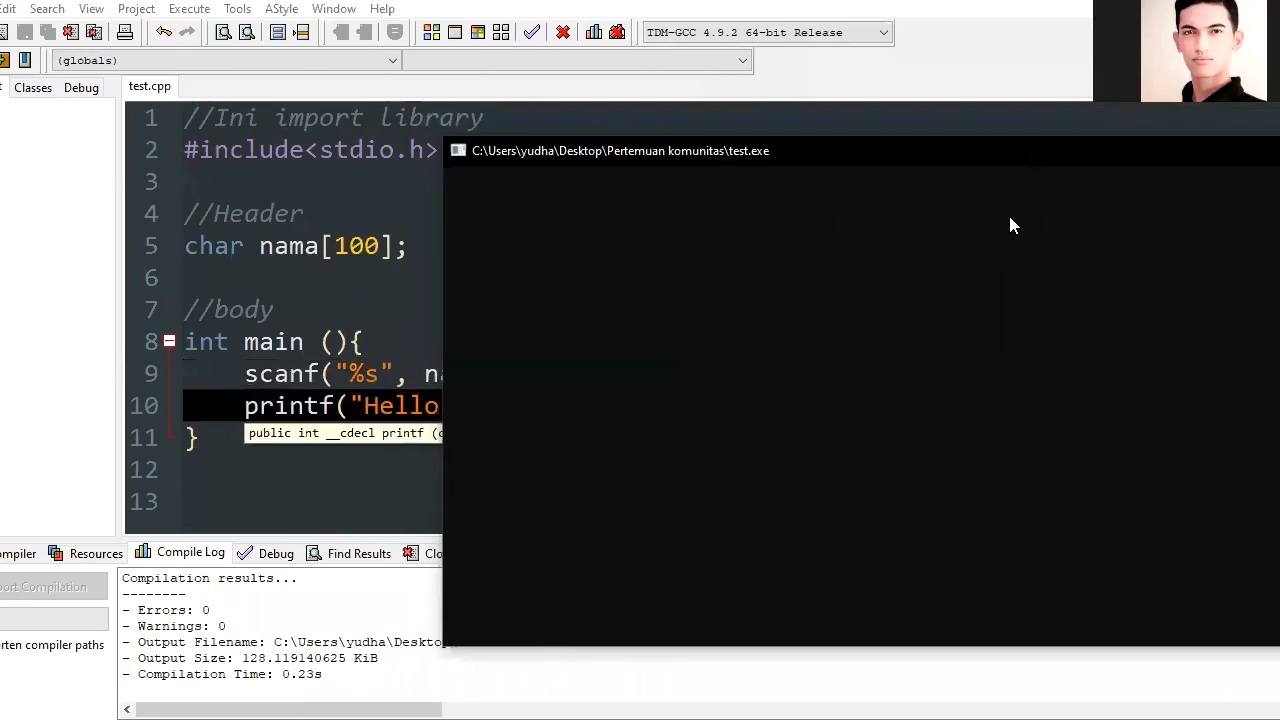 Search View Project Execute Tools AStyle Window Help
TDM-GCC 4.9.2 64-bit Release
(globals)
Classes Debug
test.cpp
1 //Ini import library
2 #include<stdio.h>
3
4 //Header
5 char nama[100];
6
7 //body
8 int main (){
9 scanf("%s",
10 printf("Hello
public int __cdecl printf (
11 }
12
13
C:\Users\yudha\Desktop\Pertemuan komunitas\test.exe
Resources Compile Log Debug Find Results
Compilation results...
--------
- Errors: 0
- Warnings: 0
- Output Filename: C:\Users\yudha\Deskto
- Output Size: 128.119140625 KiB
- Compilation Time: 0.23s
Compilation
compiler paths